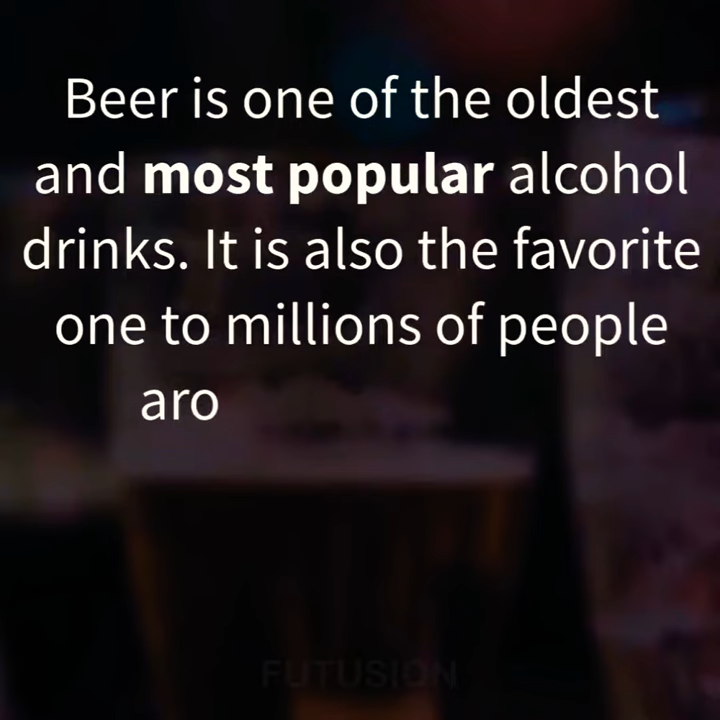 Beer is one of the oldest
and most popular alcohol
drinks. It is also the favorite
one to millions of people
aro
FUTUSION